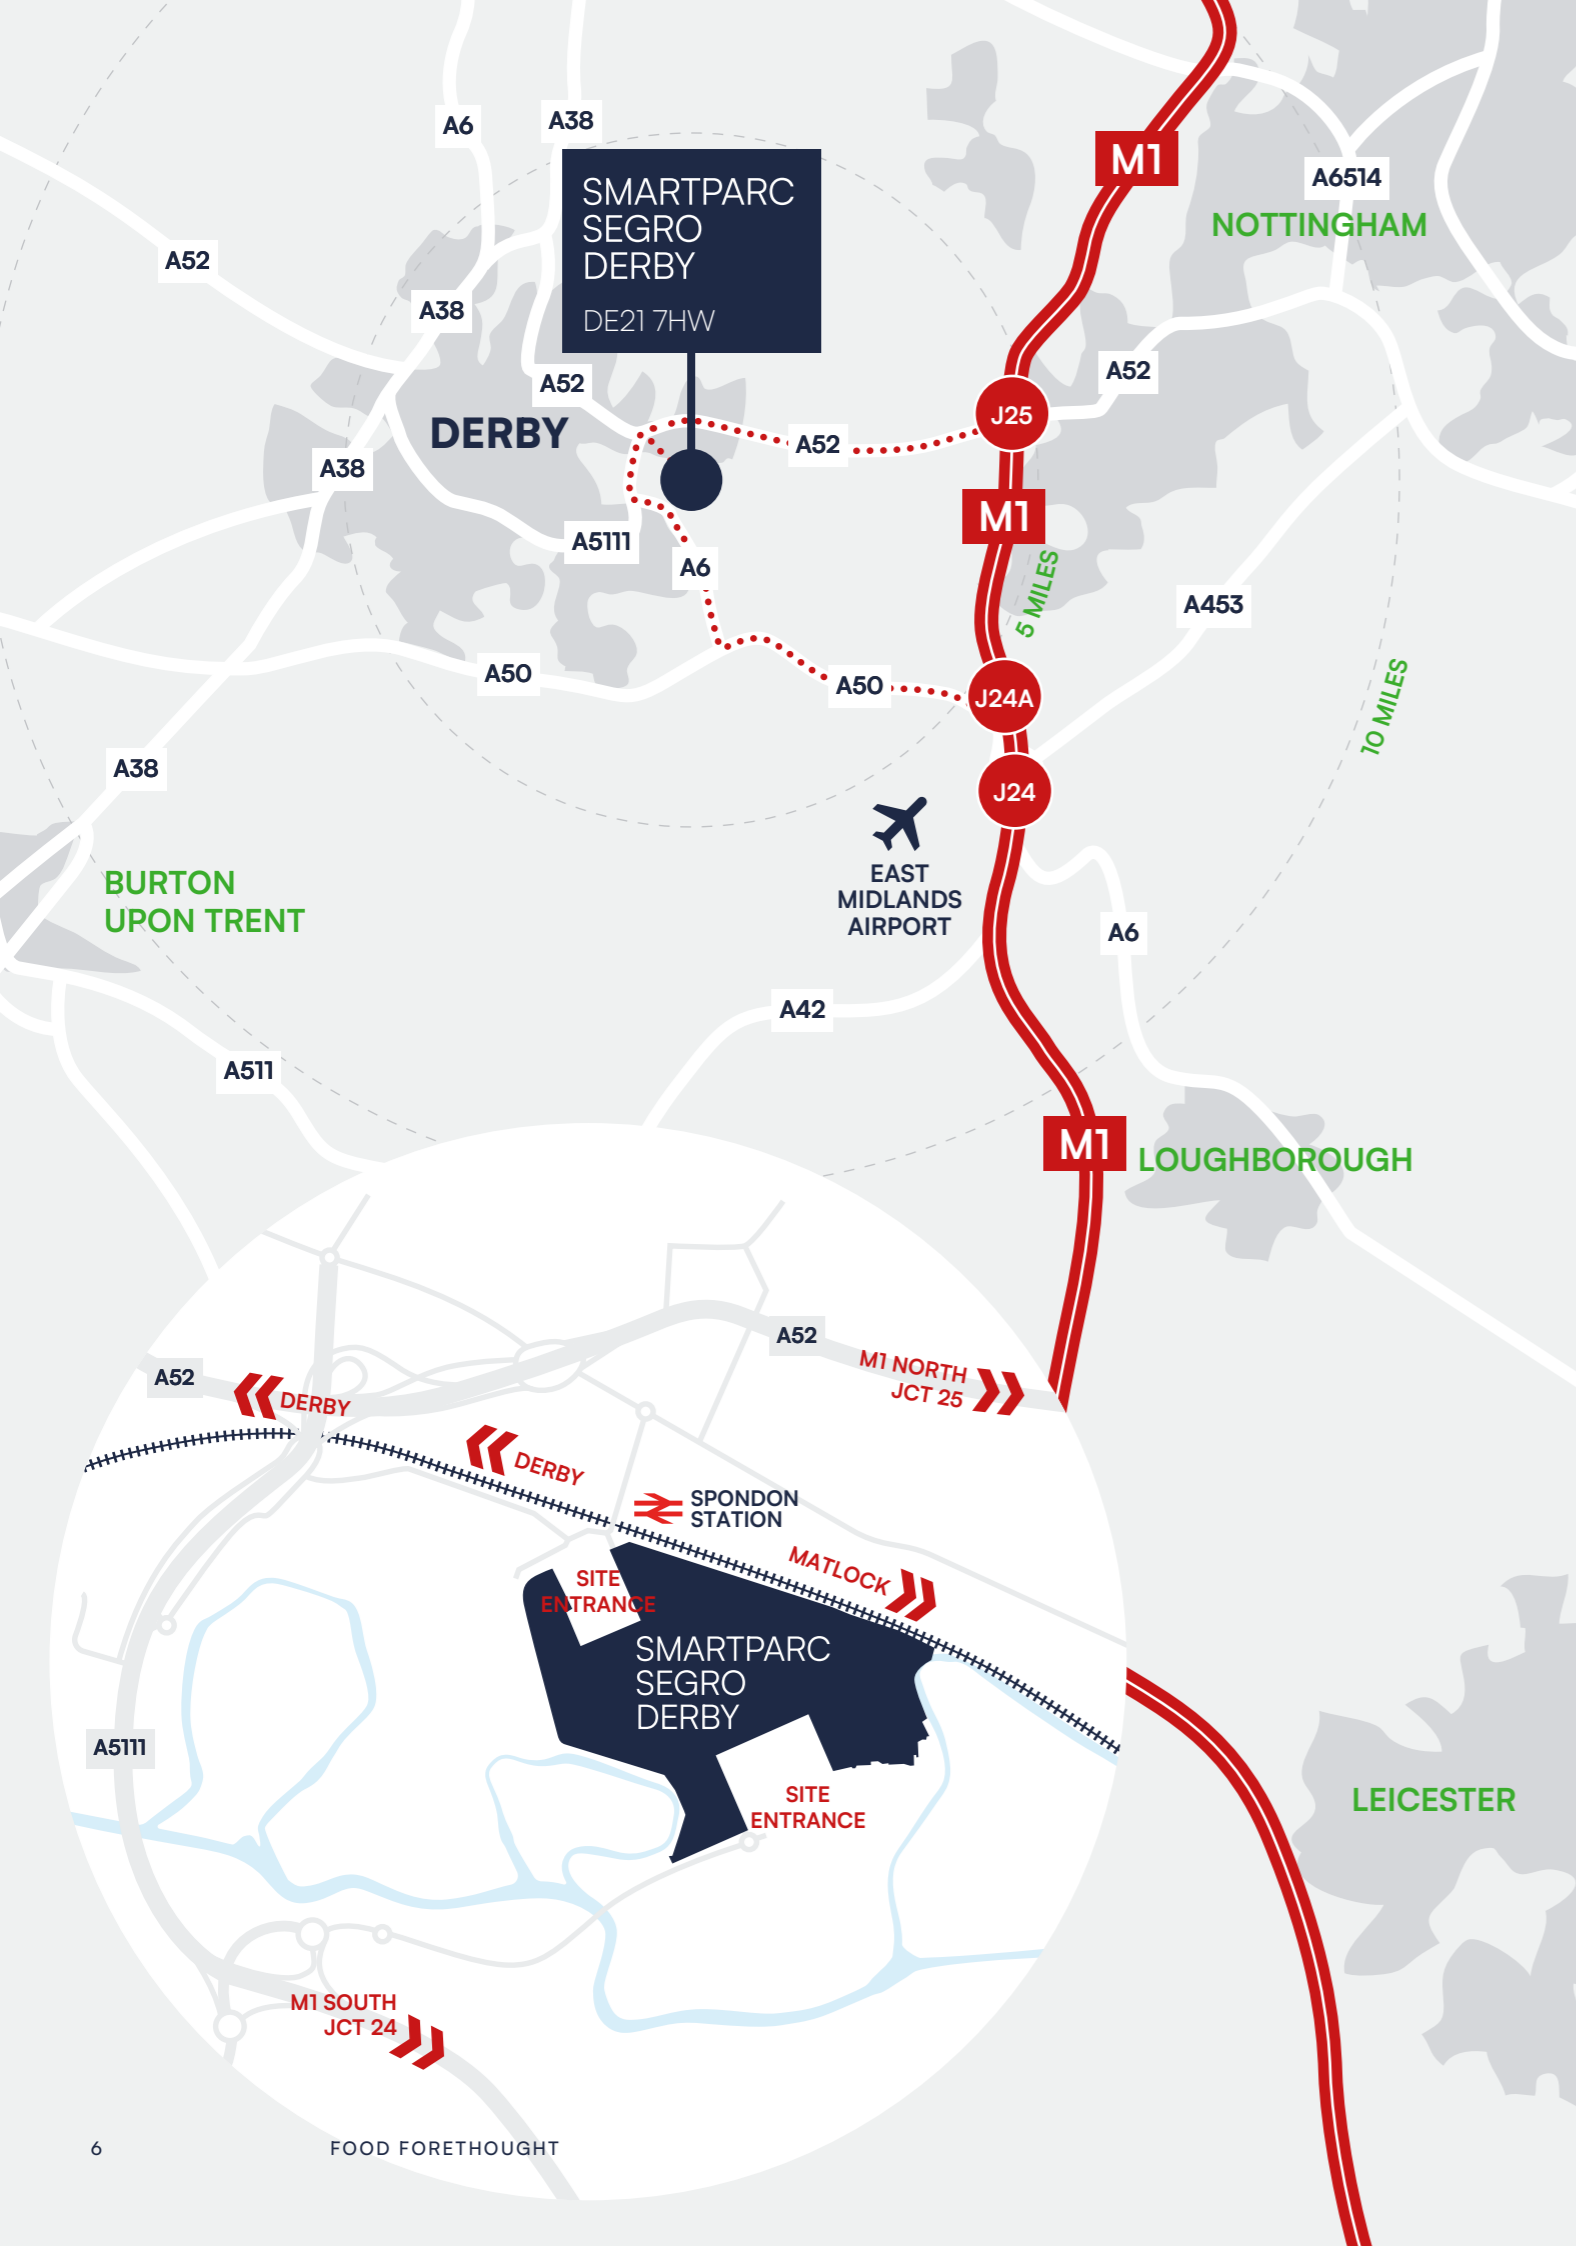 A6
A38
M1
SMARTPARC
SEGRO
DERBY
DE21 7HW
A6514
NOTTINGHAM
A52
A38
A52
A52
J25
DERBY
A52
A38
M1
A5111
A6
5 MILES
A453
A50
A50
J24A
10 MILES
A38
J24
EAST
MIDLANDS
AIRPORT
BURTON
UPON TRENT
A6
A42
A511
M1
LOUGHBOROUGH
A52
M1 NORTH
JCT 25
A52
DERBY
DERBY
SPONDON
STATION
MATLOCK
SITE
ENTRANCE
SMARTPARC
SEGRO
DERBY
A5111
SITE
ENTRANCE
LEICESTER
M1 SOUTH
JCT 24
6
FOOD FORETHOUGHT